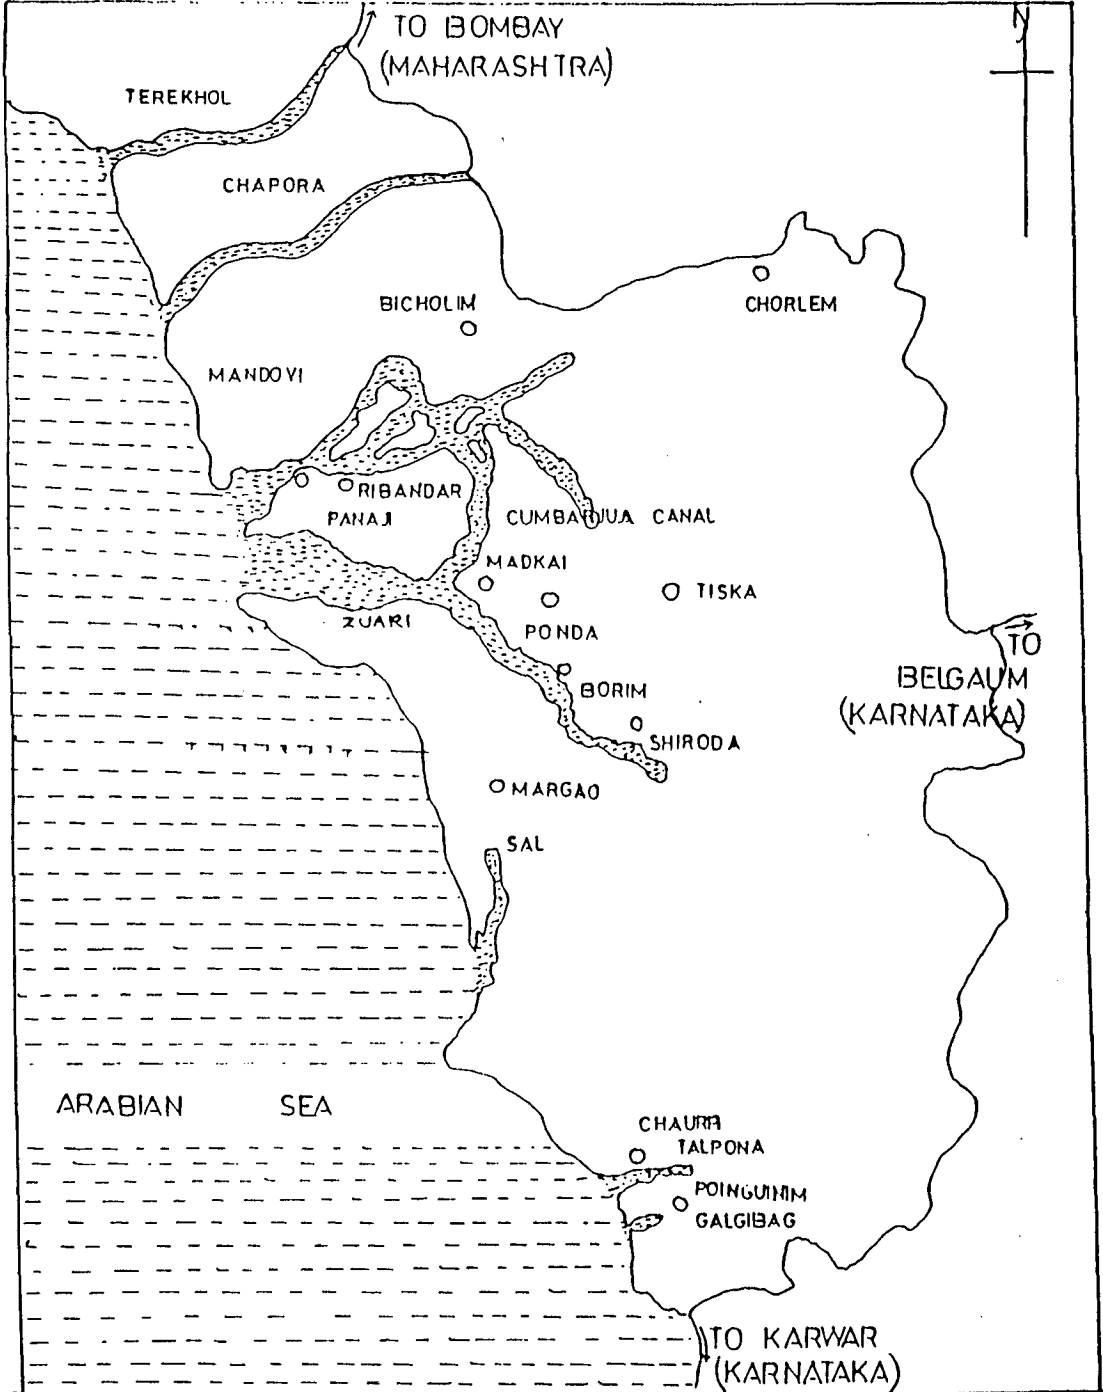 N
TO BOMBAY
(MAHARASHTRA)
TEREKHOL
CHAPORA
BICHOLIM
CHORLEM
MANDOVI
RIBANDAR
PANAJI
CUMBARJUA CANAL
MADKAI
TISKA
ZUARI
PONDA
TO
BELGAUM
(KARNATAKA)
BORIM
SHIRODA
MARGAO
SAL
ARABIAN SEA
CHAURI
TALPONA
POINGUINIM
GALGIBAG
TO KARWAR
(KARNATAKA)